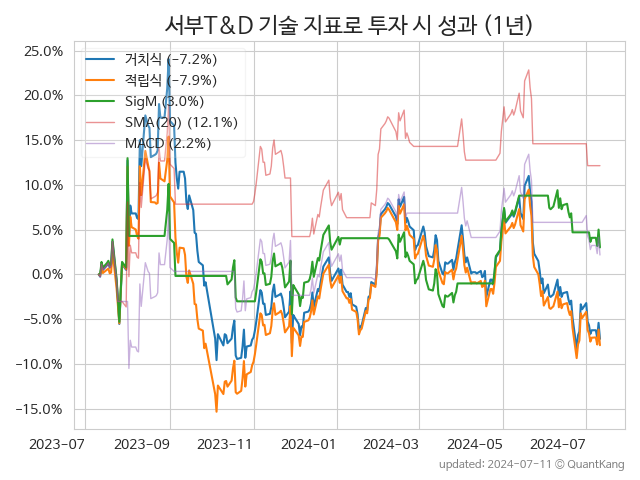 서부T&D 기술 지표로 투자 시 성과 (1년)
25.0%
20.0%
15.0%
10.0%
5.0%
0.0%
−5.0%
−10.0%
−15.0%
거치식 (−7.2%)
적립식 (−7.9%)
SigM (3.0%)
SMA(20) (12.1%)
MACD (2.2%)
2023-07 2023-09 2023-11 2024-01 2024-03 2024-05 2024-07
updated: 2024-07-11 © QuantKang